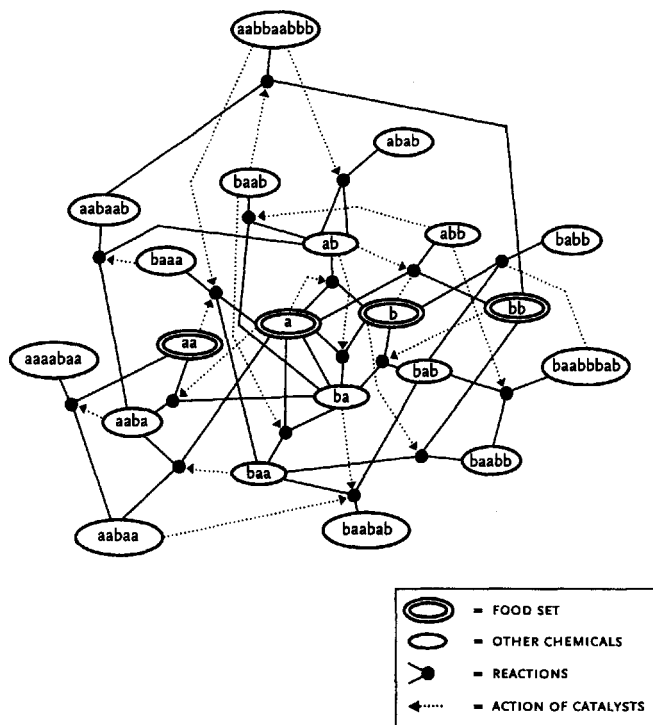 aabbaabbb
abab
baab
aabaab
ab
abb
babb
baaa
a
b
bb
aa
aaaabaa
bab
baabbbab
ba
aaba
baa
baabb
aabaa
baabab
= FOOD SET
= OTHER CHEMICALS
= REACTIONS
= ACTION OF CATALYSTS